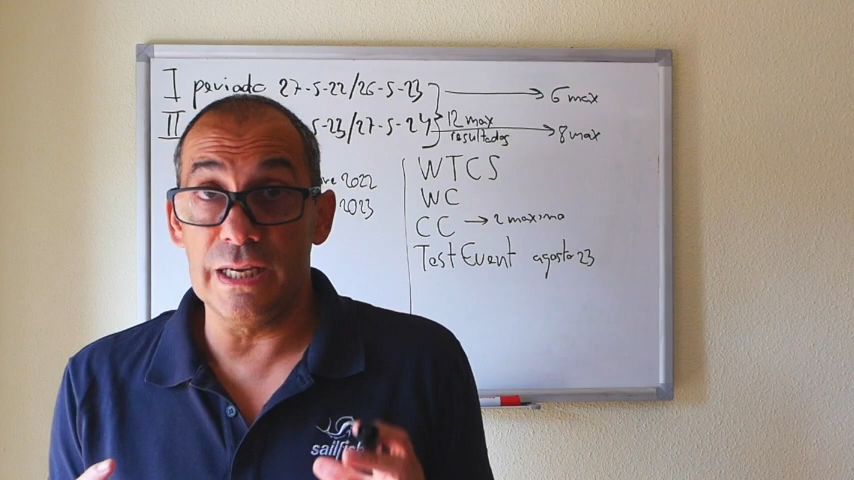 I periodo 27-5-22/26-5-23 → 6 max
II 5-23/27-5-24 12 max resultados → 8 max
re 2022
2023
WTCS
WC
CC → 2 maximo
Test Event agosto 23
sailfish